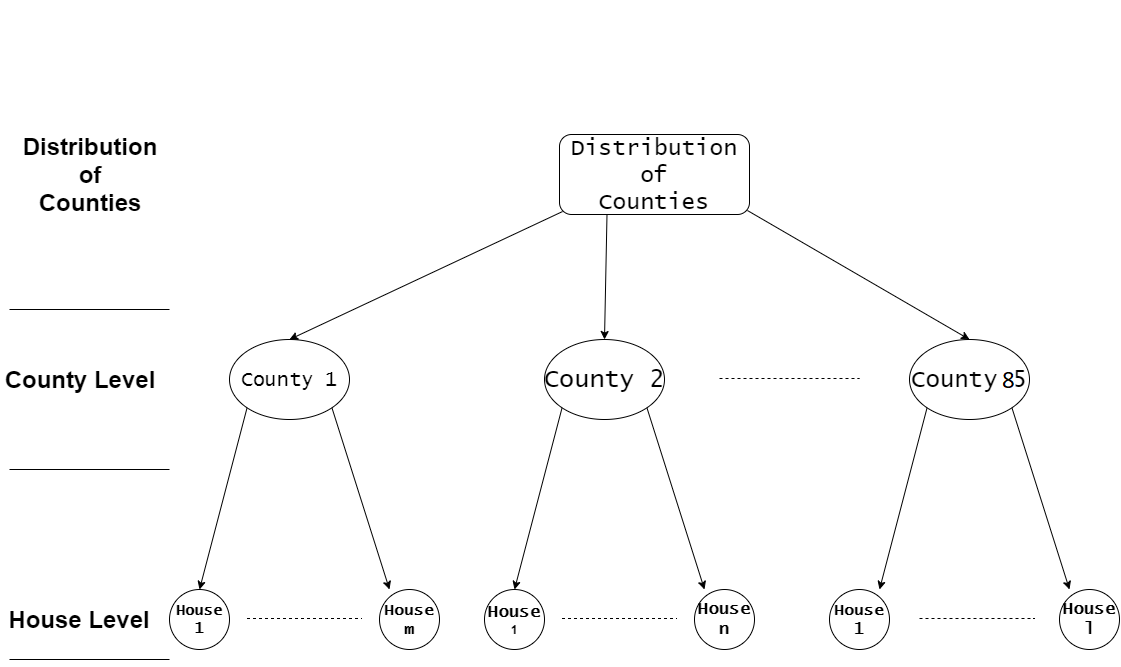 Distribution
of
Counties
Distribution
of
Counties
County Level
County 1
County 2
County 85
House Level
House
1
House
m
House
1
House
n
House
1
House
l